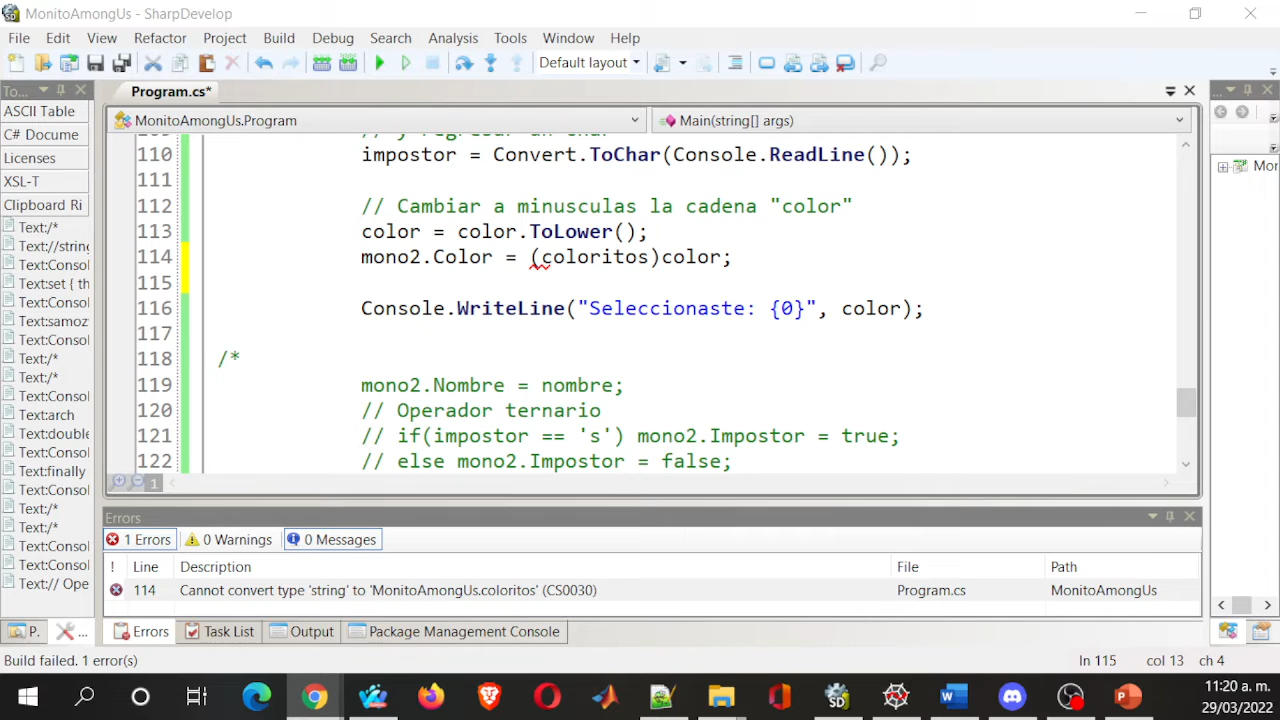 MonitoAmongUs - SharpDevelop
File Edit View Refactor Project Build Debug Search Analysis Tools Window Help
Default layout
To...
Program.cs*
ASCII Table
C# Docume
Licenses
XSL-T
Clipboard Ri
Text:/*
Text://string
Text:Consol
Text:set { th
Text:Consol
Text:samoz
Text:Consol
Text:/*
Text:/*
Text:Consol
Text:arch
Text:double
Text:Consol
Text:finally
Text:Consol
Text:/*
Text:/*
Text:Consol
Text:Consol
Text:// Ope
MonitoAmongUs.Program
Main(string[] args)
109 // y regresar un char
110 impostor = Convert.ToChar(Console.ReadLine());
111
112 // Cambiar a minusculas la cadena "color"
113 color = color.ToLower();
114 mono2.Color = (coloritos)color;
115
116 Console.WriteLine("Seleccionaste: {0}", color);
117
118 /*
119 mono2.Nombre = nombre;
120 // Operador ternario
121 // if(impostor == 's') mono2.Impostor = true;
122 // else mono2.Impostor = false;
1
...
Mor
Errors
1 Errors 0 Warnings 0 Messages
! Line Description File Path
114 Cannot convert type 'string' to 'MonitoAmongUs.coloritos' (CS0030) Program.cs MonitoAmongUs
P. ... Errors Task List Output Package Management Console
Build failed. 1 error(s) ln 115 col 13 ch 4
11:20 a. m.
29/03/2022